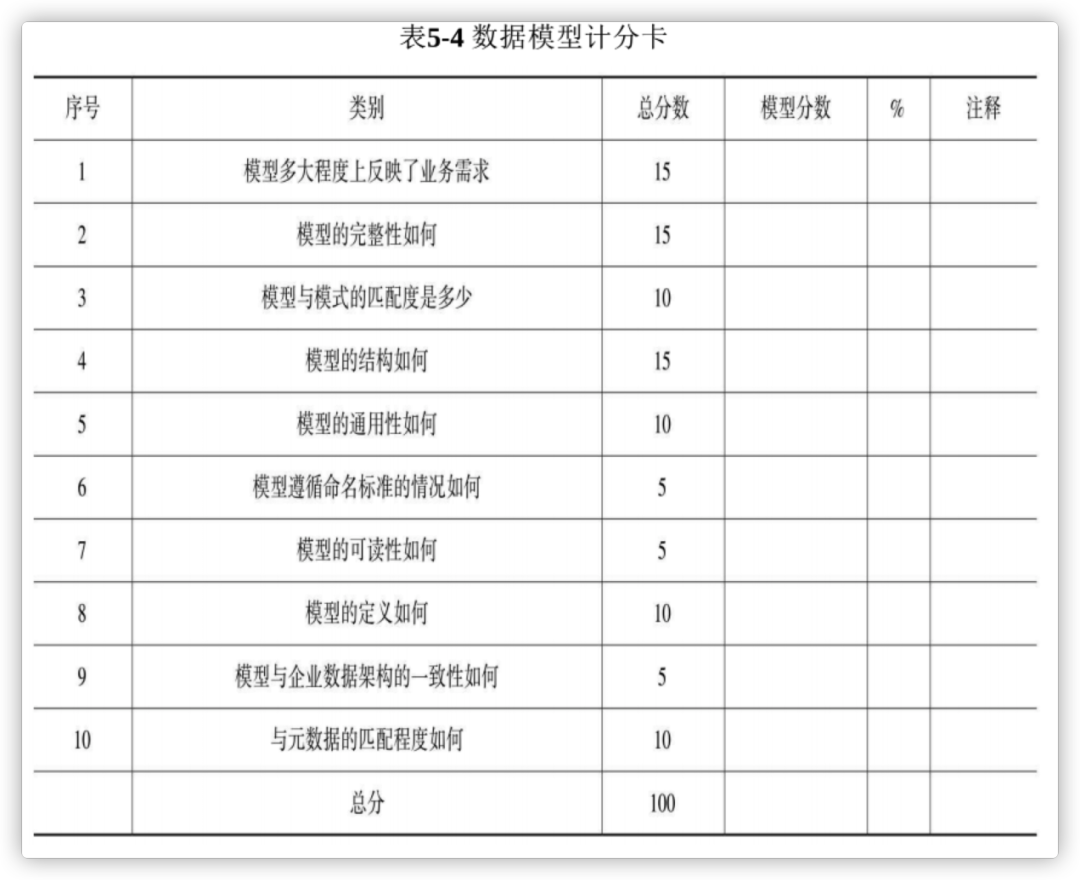 表5-4 数据模型计分卡
序号 类别 总分数 模型分数 % 注释
1 模型多大程度上反映了业务需求 15
2 模型的完整性如何 15
3 模型与模式的匹配度是多少 10
4 模型的结构如何 15
5 模型的通用性如何 10
6 模型遵循命名标准的情况如何 5
7 模型的可读性如何 5
8 模型的定义如何 10
9 模型与企业数据架构的一致性如何 5
10 与元数据的匹配程度如何 10
总分 100